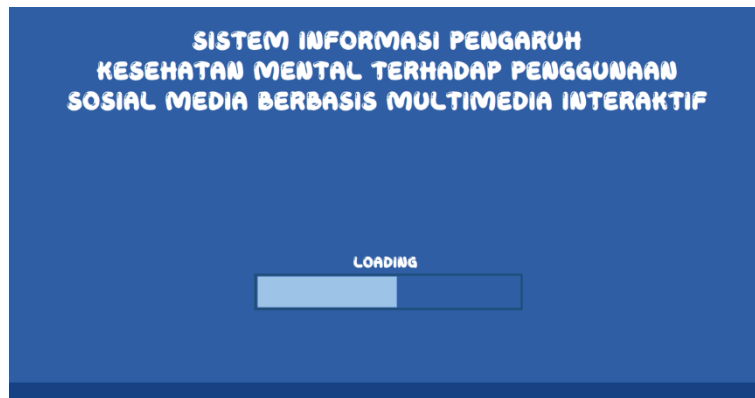 SISTEM INFORMASI PENGARUH
KESEHATAN MENTAL TERHADAP PENGGUNAAN
SOSIAL MEDIA BERBASIS MULTIMEDIA INTERAKTIF
LOADING